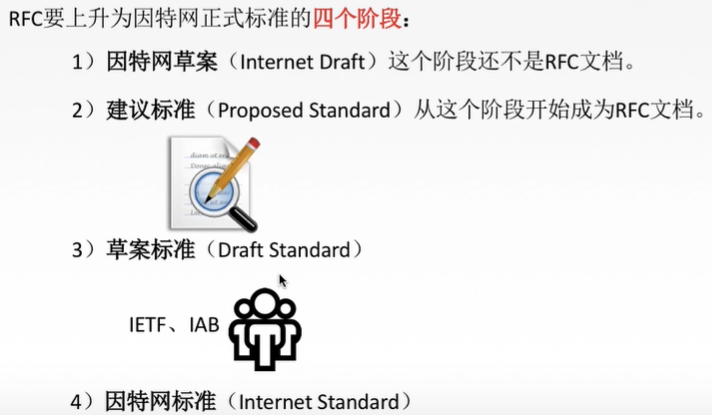 RFC要上升为因特网正式标准的四个阶段：
1）因特网草案（Internet Draft）这个阶段还不是RFC文档。
2）建议标准（Proposed Standard）从这个阶段开始成为RFC文档。
3）草案标准（Draft Standard）
IETF、IAB
4）因特网标准（Internet Standard）